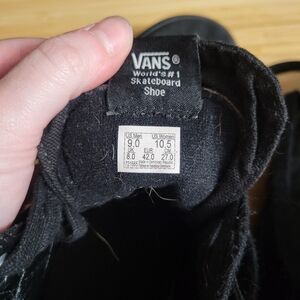 VANS
World's #1
Skateboard
Shoe
US Men US Women
9.0 10.5
UK EUR CM
8.0 42.0 27.0